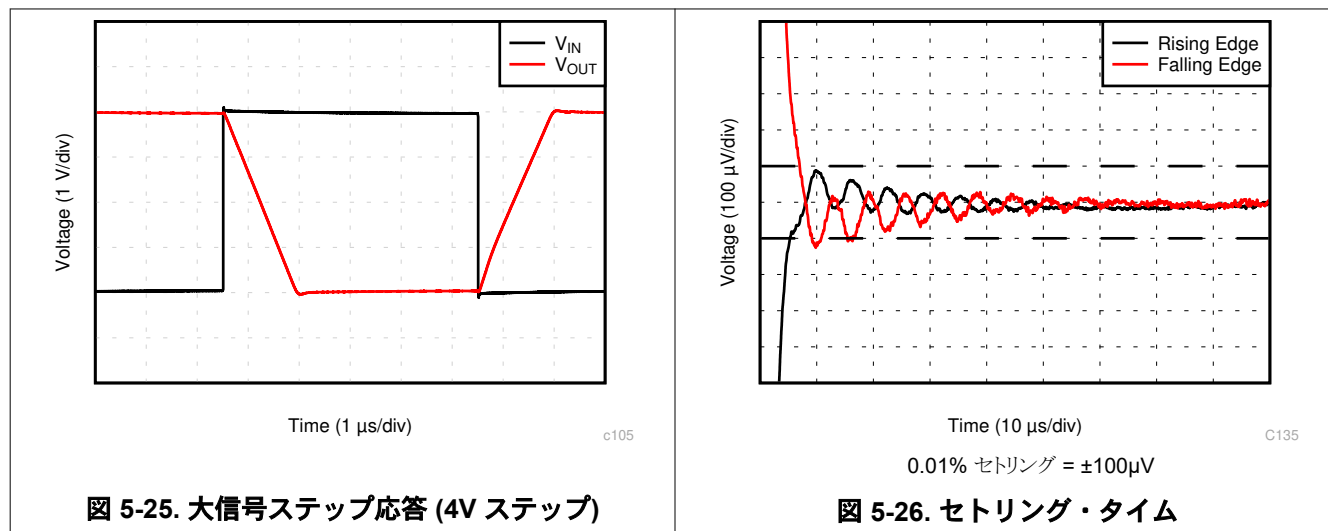 V_IN
V_OUT
Voltage (1 V/div)
Time (1 µs/div)
c105
図 5-25. 大信号ステップ応答 (4V ステップ)
Rising Edge
Falling Edge
Voltage (100 µV/div)
Time (10 µs/div)
C135
0.01% セトリング = ±100µV
図 5-26. セトリング・タイム